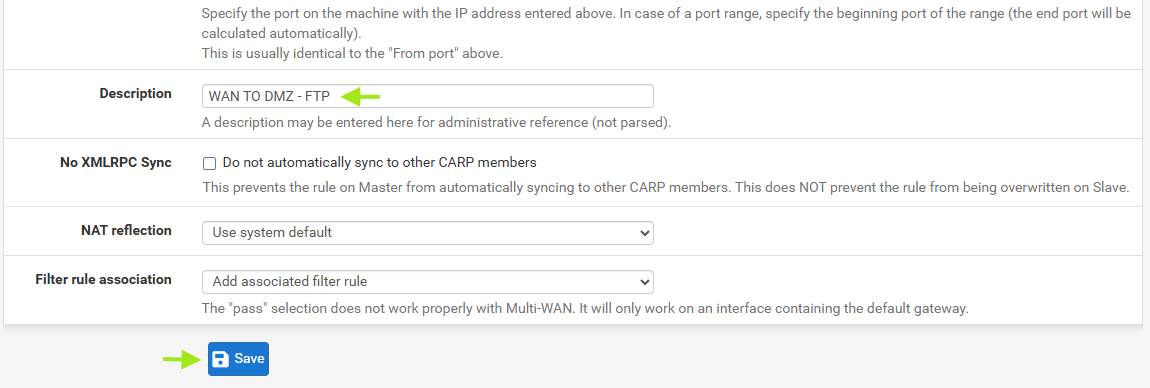 Specify the port on the machine with the IP address entered above. In case of a port range, specify the beginning port of the range (the end port will be
calculated automatically).
This is usually identical to the "From port" above.
Description
WAN TO DMZ - FTP
A description may be entered here for administrative reference (not parsed).
No XMLRPC Sync
Do not automatically sync to other CARP members
This prevents the rule on Master from automatically syncing to other CARP members. This does NOT prevent the rule from being overwritten on Slave.
NAT reflection
Use system default
Filter rule association
Add associated filter rule
The "pass" selection does not work properly with Multi-WAN. It will only work on an interface containing the default gateway.
Save